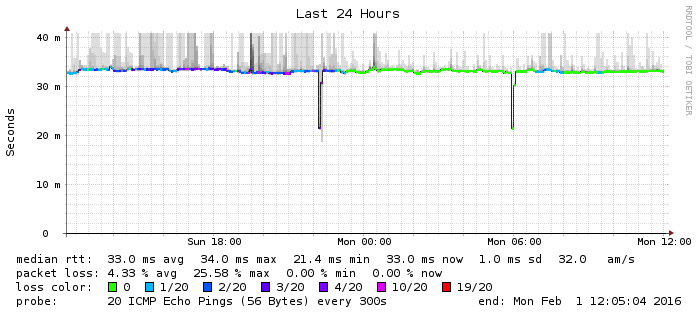 Last 24 Hours
RRDTOOL / TOBI OETIKER
Seconds
40 m
30 m
20 m
10 m
0
Sun 18:00 Mon 00:00 Mon 06:00 Mon 12:00
median rtt: 33.0 ms avg 34.0 ms max 21.4 ms min 33.0 ms now 1.0 ms sd 32.0 am/s
packet loss: 4.33 % avg 25.58 % max 0.00 % min 0.00 % now
loss color: 0 1/20 2/20 3/20 4/20 10/20 19/20
probe: 20 ICMP Echo Pings (56 Bytes) every 300s end: Mon Feb 1 12:05:04 2016